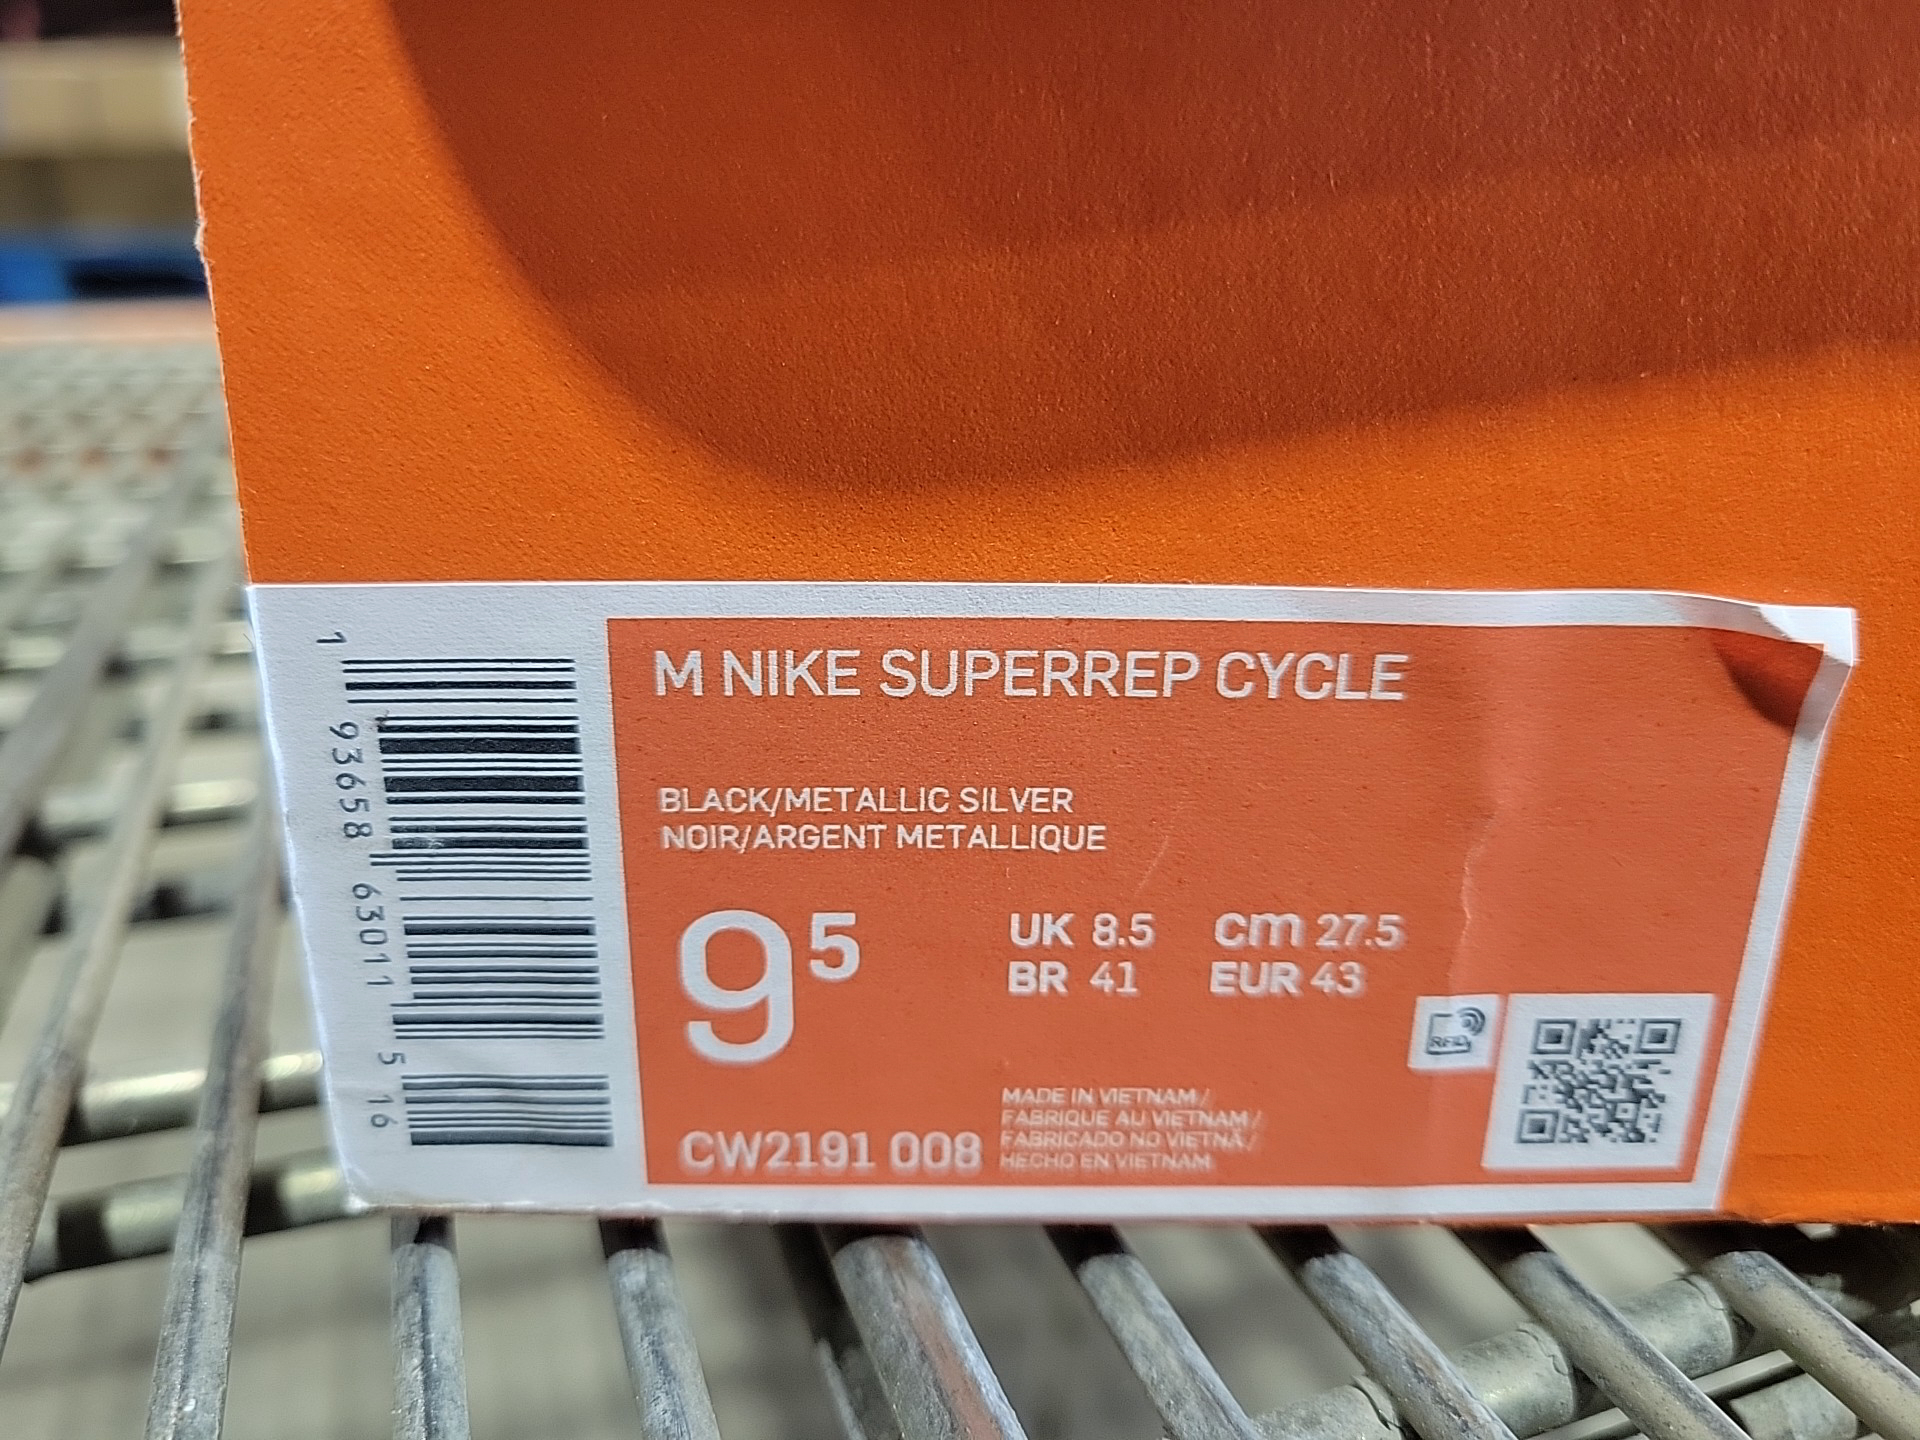 M NIKE SUPERREP CYCLE
BLACK/METALLIC SILVER
NOIR/ARGENT METALLIQUE
9 5
UK 8.5 cm 27.5
BR 41 EUR 43
RFID
MADE IN VIETNAM /
FABRIQUE AU VIETNAM /
FABRICADO NO VIETNÃ /
HECHO EN VIETNAM
CW2191 008
1 93658 63011 5 16